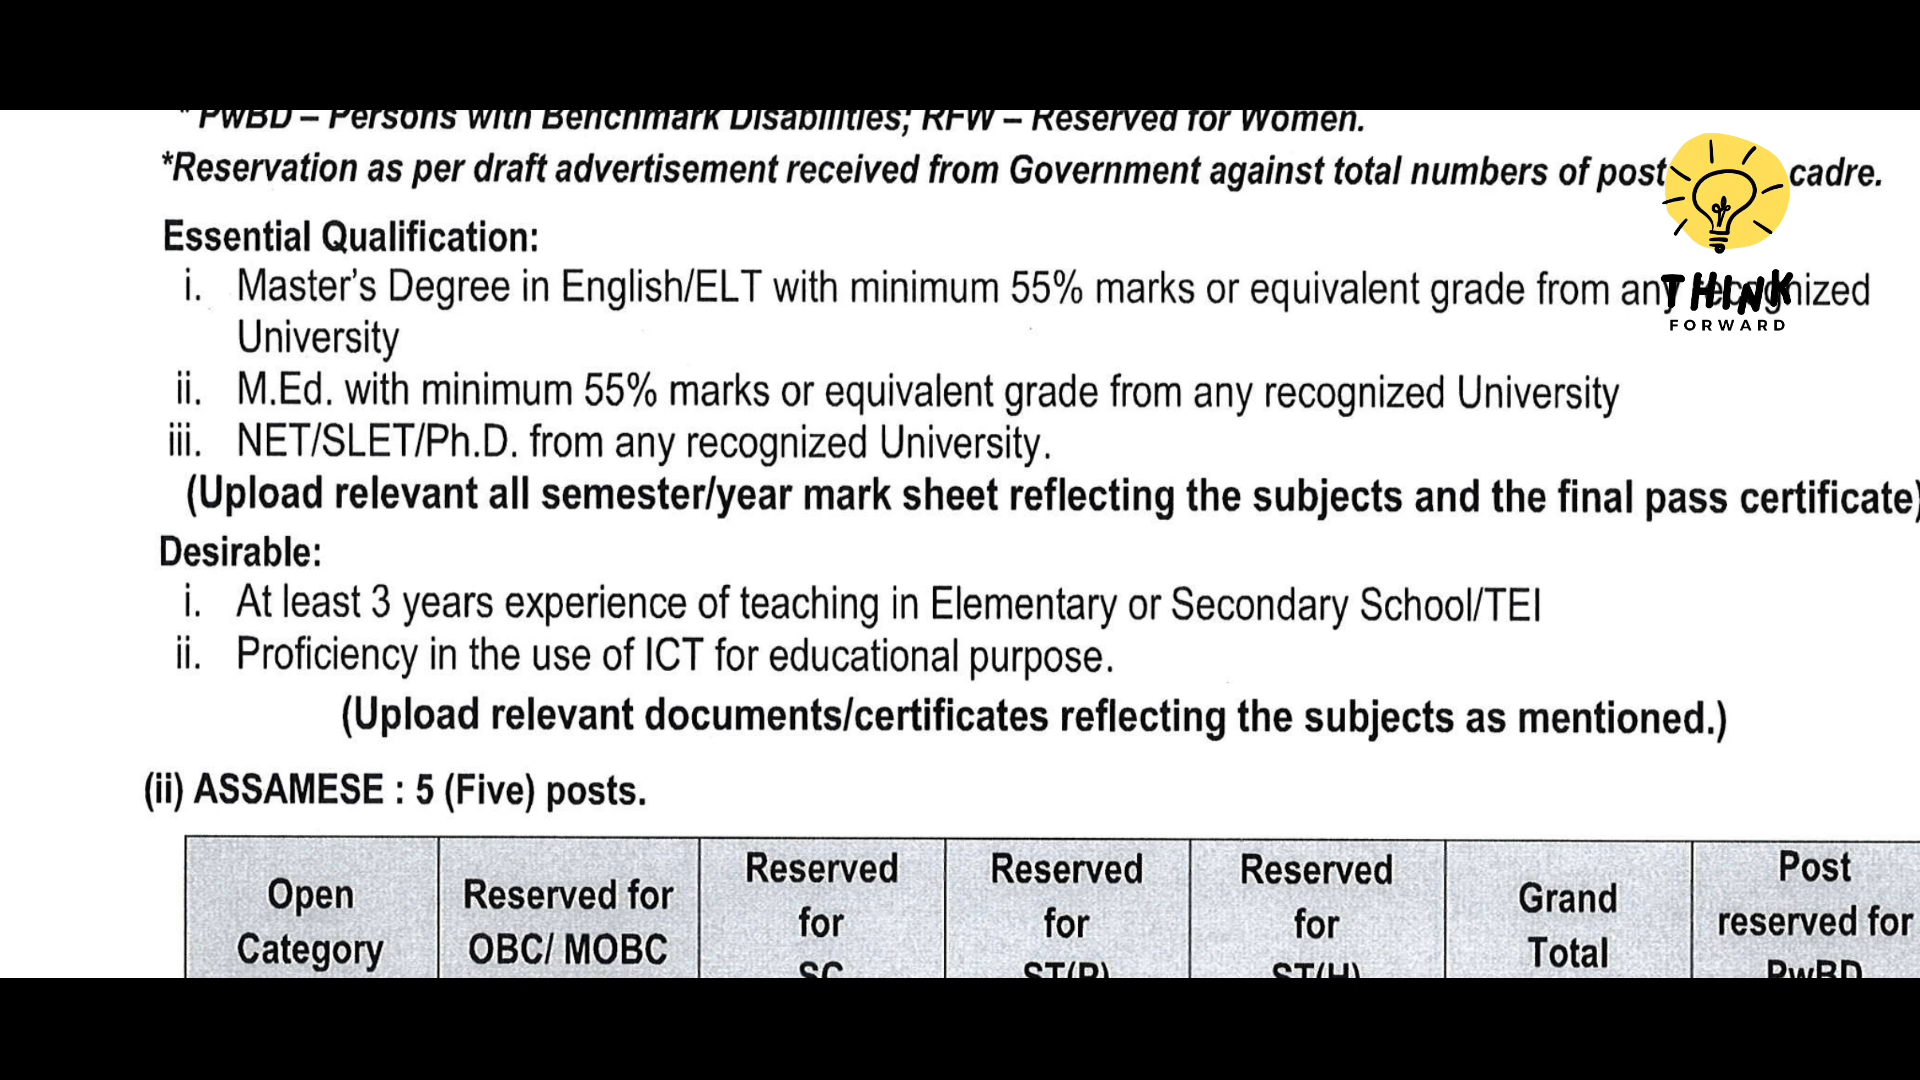 * PwBD – Persons with Benchmark Disabilities; RFW – Reserved for Women.
*Reservation as per draft advertisement received from Government against total numbers of post cadre.
Essential Qualification:
i. Master's Degree in English/ELT with minimum 55% marks or equivalent grade from any recognized
University
ii. M.Ed. with minimum 55% marks or equivalent grade from any recognized University
iii. NET/SLET/Ph.D. from any recognized University.
(Upload relevant all semester/year mark sheet reflecting the subjects and the final pass certificate)
Desirable:
i. At least 3 years experience of teaching in Elementary or Secondary School/TEI
ii. Proficiency in the use of ICT for educational purpose.
(Upload relevant documents/certificates reflecting the subjects as mentioned.)
(ii) ASSAMESE : 5 (Five) posts.
Open
Category
Reserved for
OBC/ MOBC
Reserved
for
SC
Reserved
for
ST(P)
Reserved
for
ST(H)
Grand
Total
Post
reserved for
PwBD
THINK
FORWARD